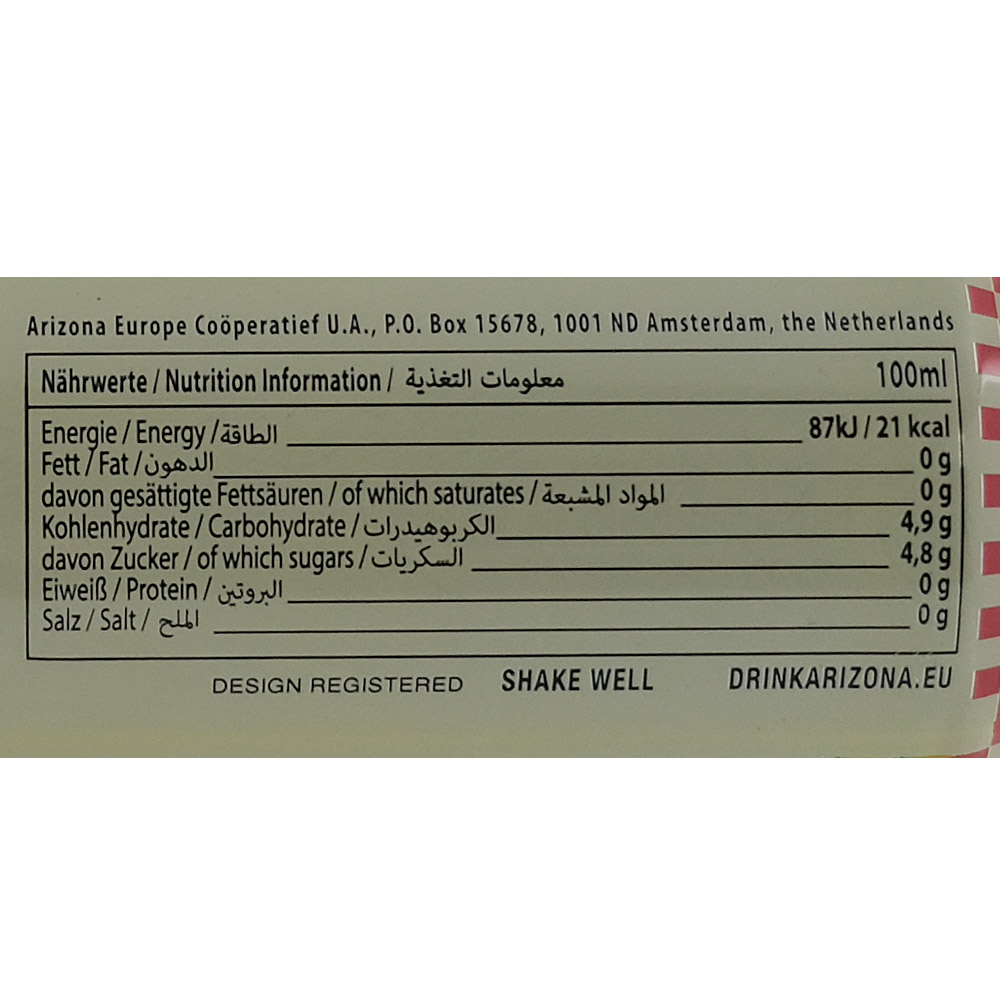 Arizona Europe Coöperatief U.A., P.O. Box 15678, 1001 ND Amsterdam, the Netherlands
Nährwerte / Nutrition Information / معلومات التغذية 100ml
Energie / Energy / الطاقة 87kJ / 21 kcal
Fett / Fat / الدهون 0 g
davon gesättigte Fettsäuren / of which saturates / المواد المشبعة 0 g
Kohlenhydrate / Carbohydrate / الكربوهيدرات 4,9 g
davon Zucker / of which sugars / السكريات 4,8 g
Eiweiß / Protein / البروتين 0 g
Salz / Salt / الملح 0 g
DESIGN REGISTERED SHAKE WELL DRINKARIZONA.EU